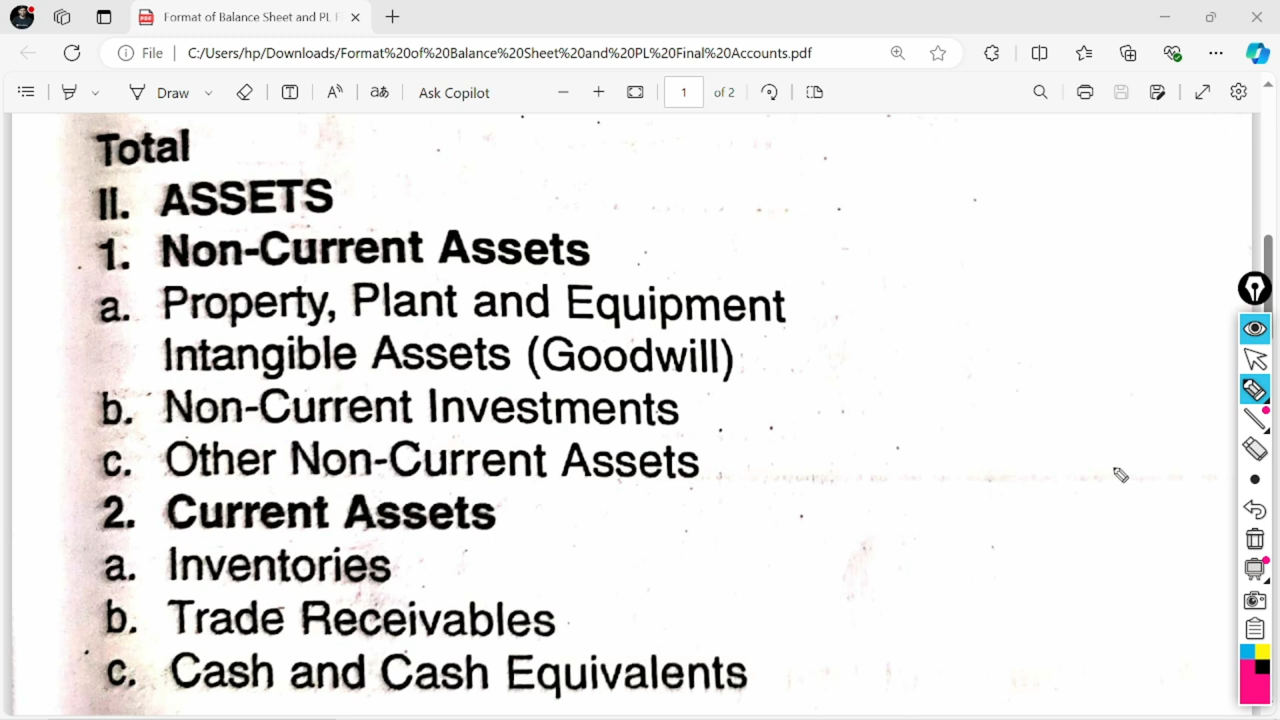 Format of Balance Sheet and PL F
File C:/Users/hp/Downloads/Format%20of%20Balance%20Sheet%20and%20PL%20Final%20Accounts.pdf
Draw Ask Copilot 1 of 2
Total
II. ASSETS
1. Non-Current Assets
a. Property, Plant and Equipment
Intangible Assets (Goodwill)
b. Non-Current Investments
c. Other Non-Current Assets
2. Current Assets
a. Inventories
b. Trade Receivables
c. Cash and Cash Equivalents